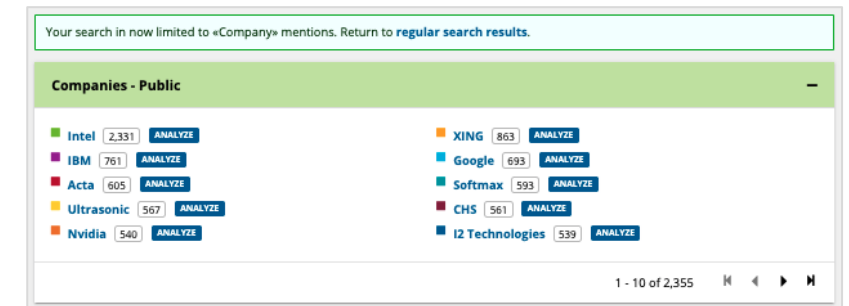 Your search in now limited to «Company» mentions. Return to regular search results.
Companies - Public
Intel 2,331 ANALYZE XING 863 ANALYZE
IBM 761 ANALYZE Google 693 ANALYZE
Acta 605 ANALYZE Softmax 593 ANALYZE
Ultrasonic 567 ANALYZE CHS 561 ANALYZE
Nvidia 540 ANALYZE I2 Technologies 539 ANALYZE
1 - 10 of 2,355